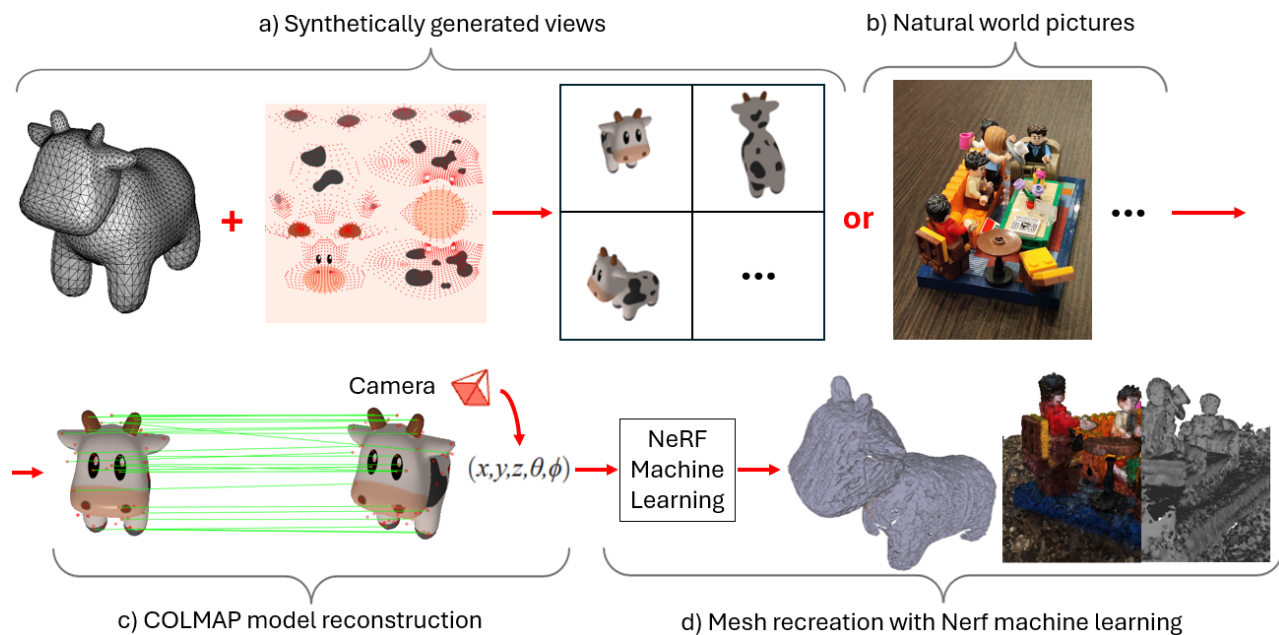 a) Synthetically generated views
b) Natural world pictures
+
or
...
...
Camera
(x,y,z,θ,ϕ)
NeRF
Machine
Learning
c) COLMAP model reconstruction
d) Mesh recreation with Nerf machine learning